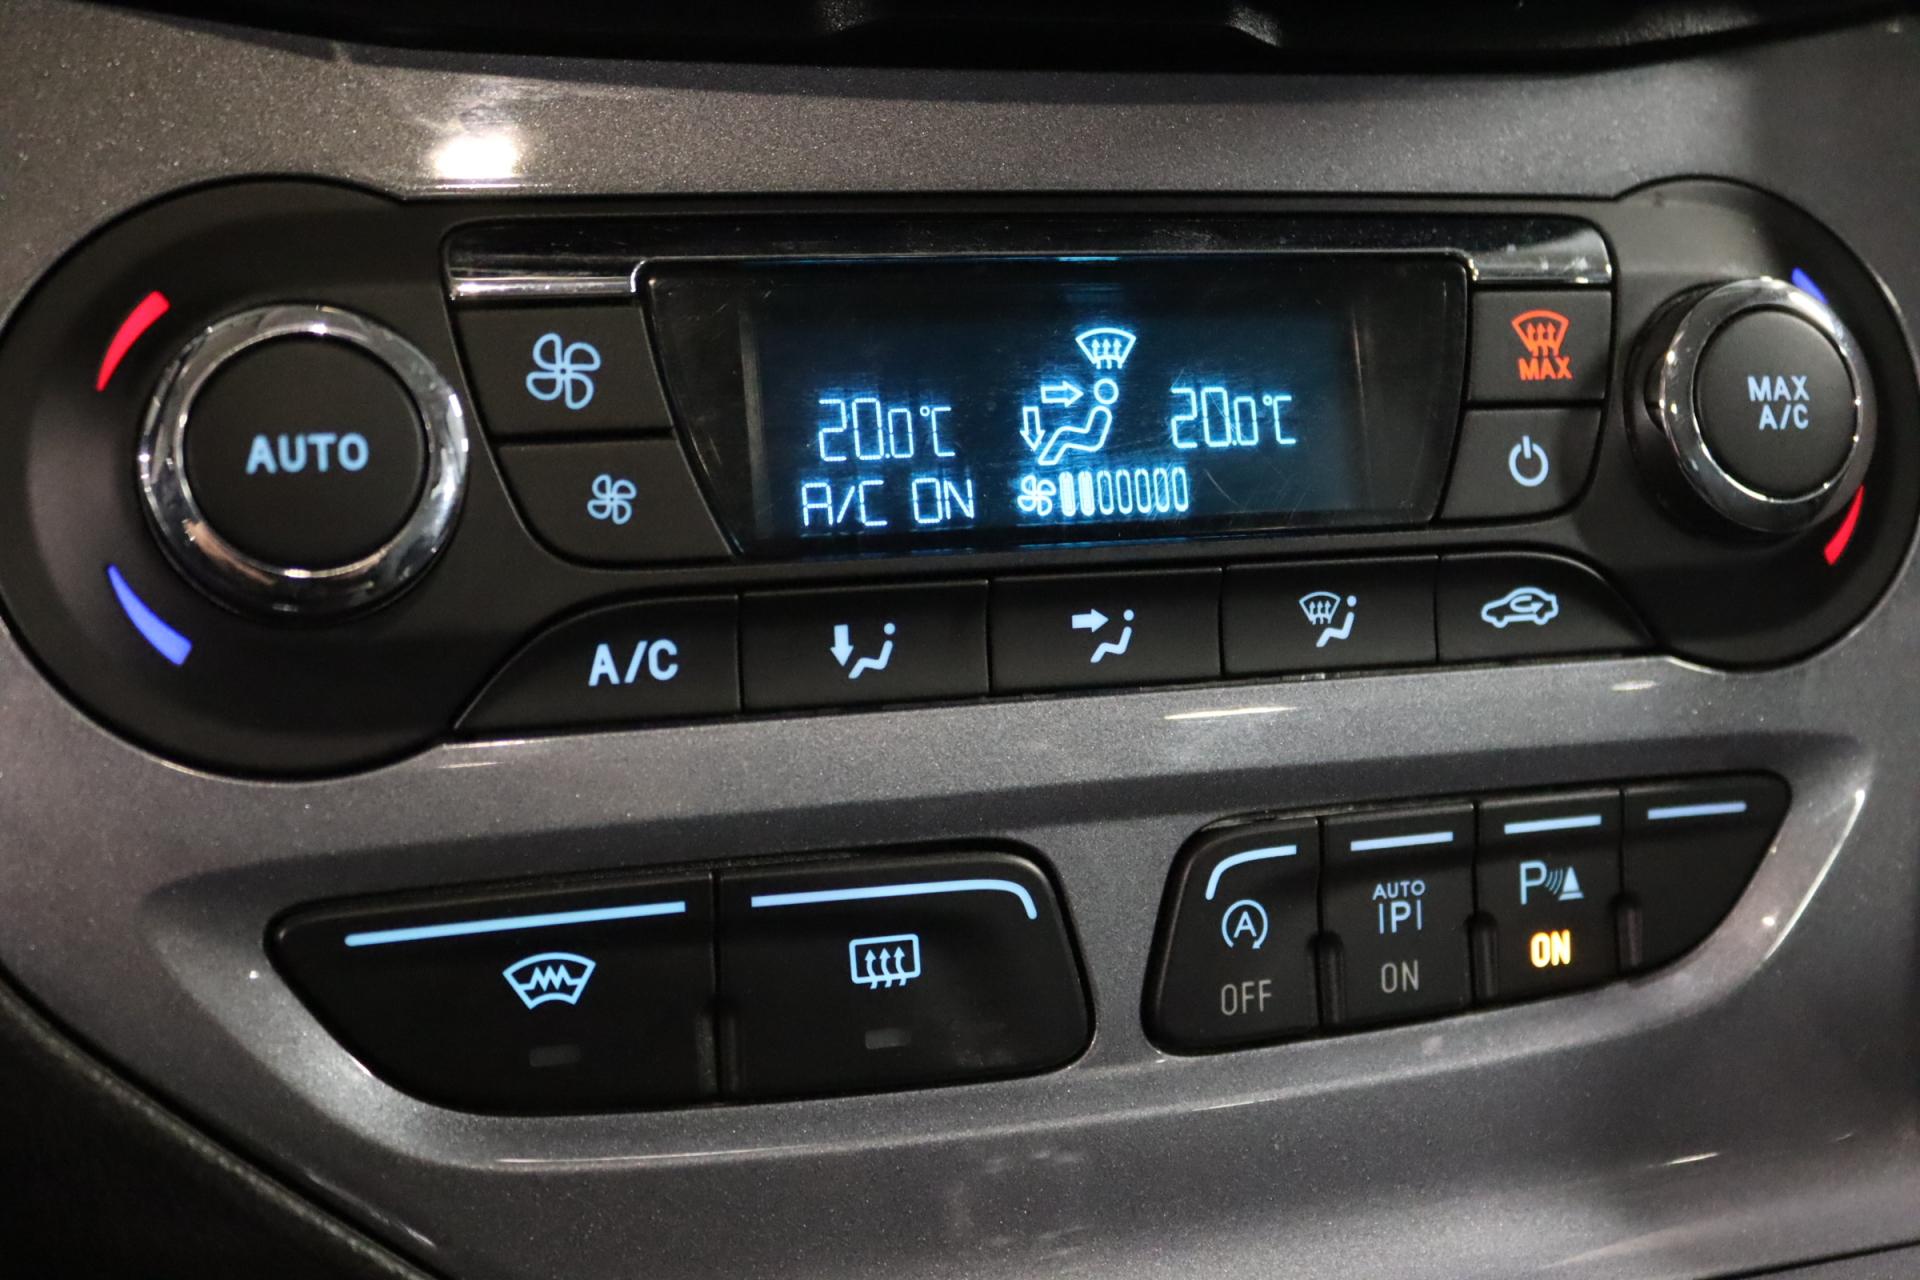 AUTO
20.0°C
20.0°C
A/C ON
MAX
MAX
A/C
A/C
A
OFF
AUTO
|P|
ON
P
ON